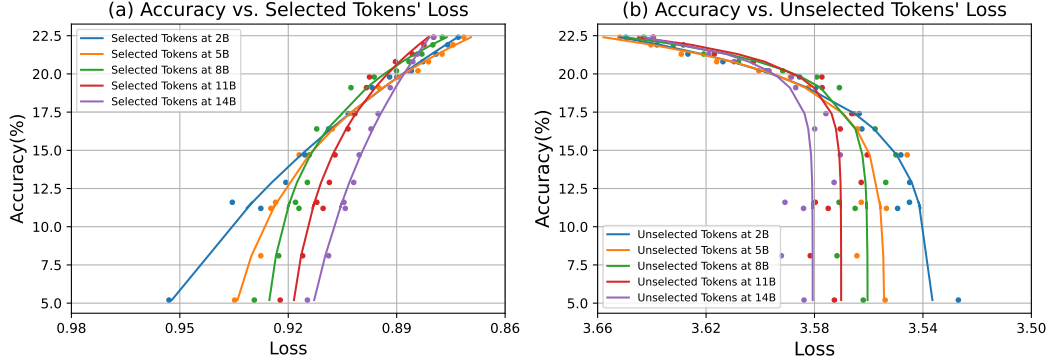 (a) Accuracy vs. Selected Tokens' Loss
Accuracy(%)
22.5
20.0
17.5
15.0
12.5
10.0
7.5
5.0
Selected Tokens at 2B
Selected Tokens at 5B
Selected Tokens at 8B
Selected Tokens at 11B
Selected Tokens at 14B
0.98
0.95
0.92
0.89
0.86
Loss
(b) Accuracy vs. Unselected Tokens' Loss
Accuracy(%)
22.5
20.0
17.5
15.0
12.5
10.0
7.5
5.0
Unselected Tokens at 2B
Unselected Tokens at 5B
Unselected Tokens at 8B
Unselected Tokens at 11B
Unselected Tokens at 14B
3.66
3.62
3.58
3.54
3.50
Loss